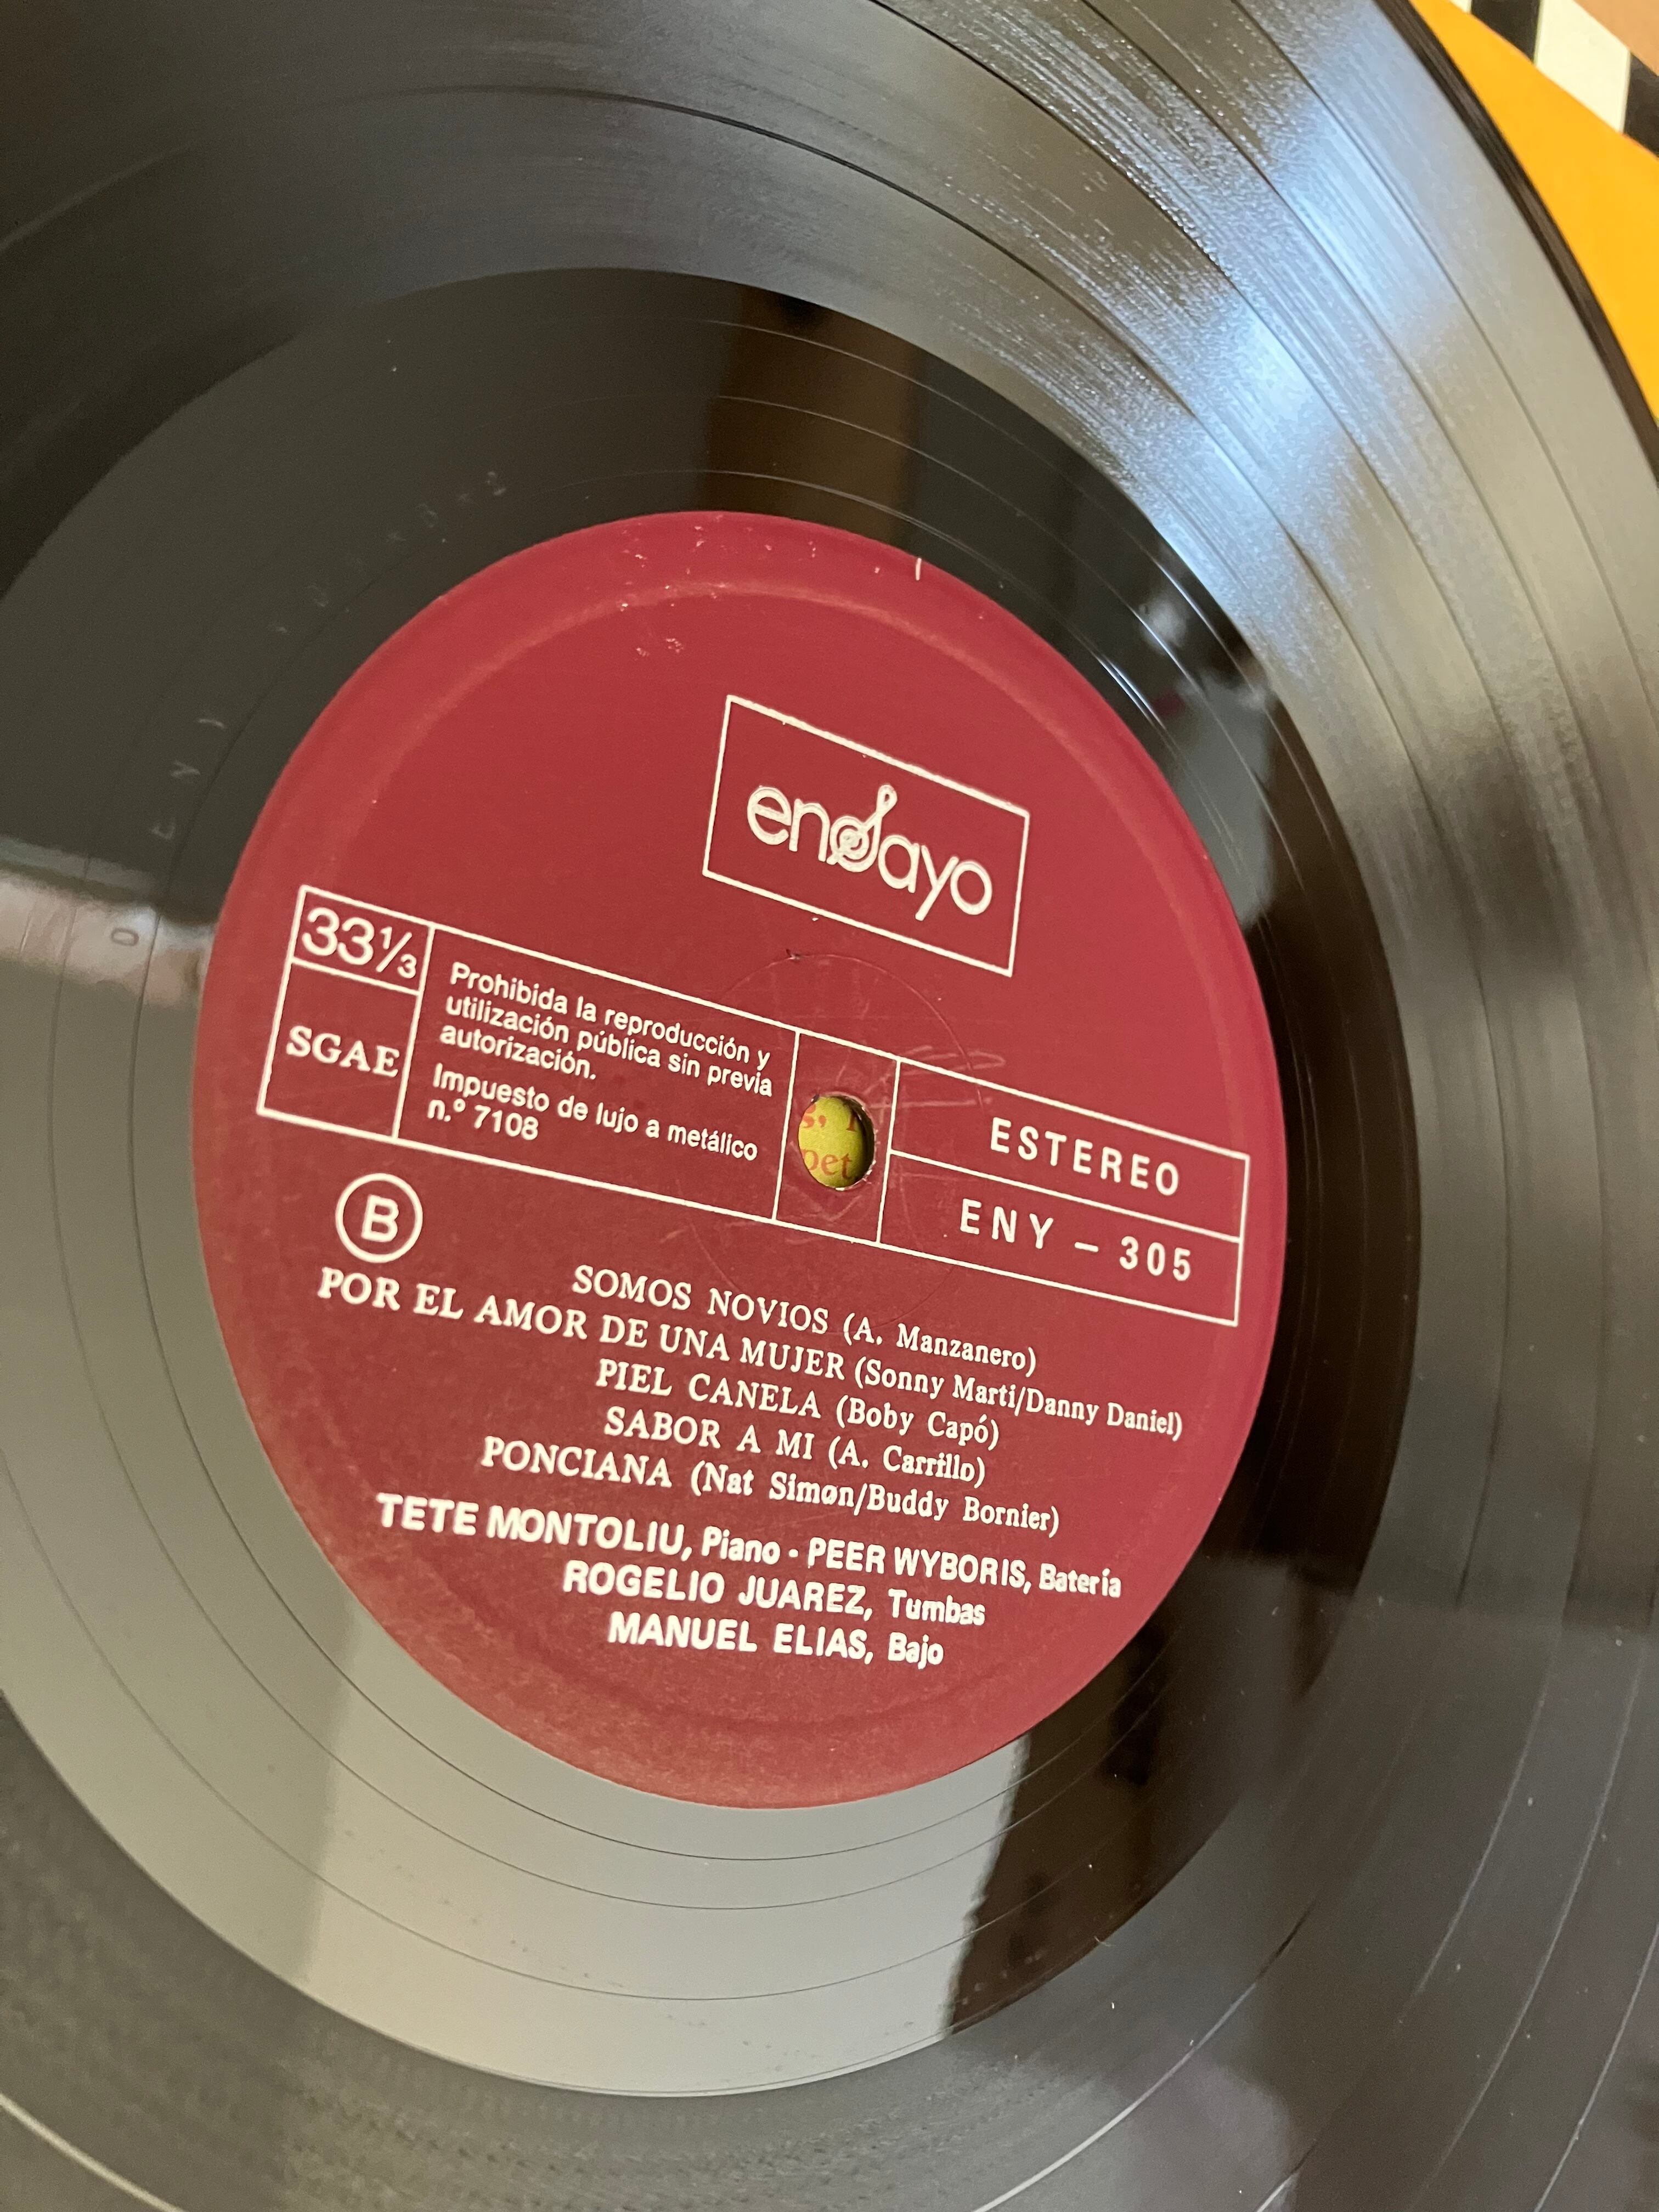 ensayo
33⅓
SGAE
Prohibida la reproducción y
utilización pública sin previa
autorización.
Impuesto de lujo a metálico
n.º 7108
ESTEREO
ENY – 305
B
SOMOS NOVIOS (A. Manzanero)
POR EL AMOR DE UNA MUJER (Sonny Marti/Danny Daniel)
PIEL CANELA (Boby Capó)
SABOR A MI (A. Carrillo)
PONCIANA (Nat Simon/Buddy Bornier)
TETE MONTOLIU, Piano - PEER WYBORIS, Batería
ROGELIO JUAREZ, Tumbas
MANUEL ELIAS, Bajo